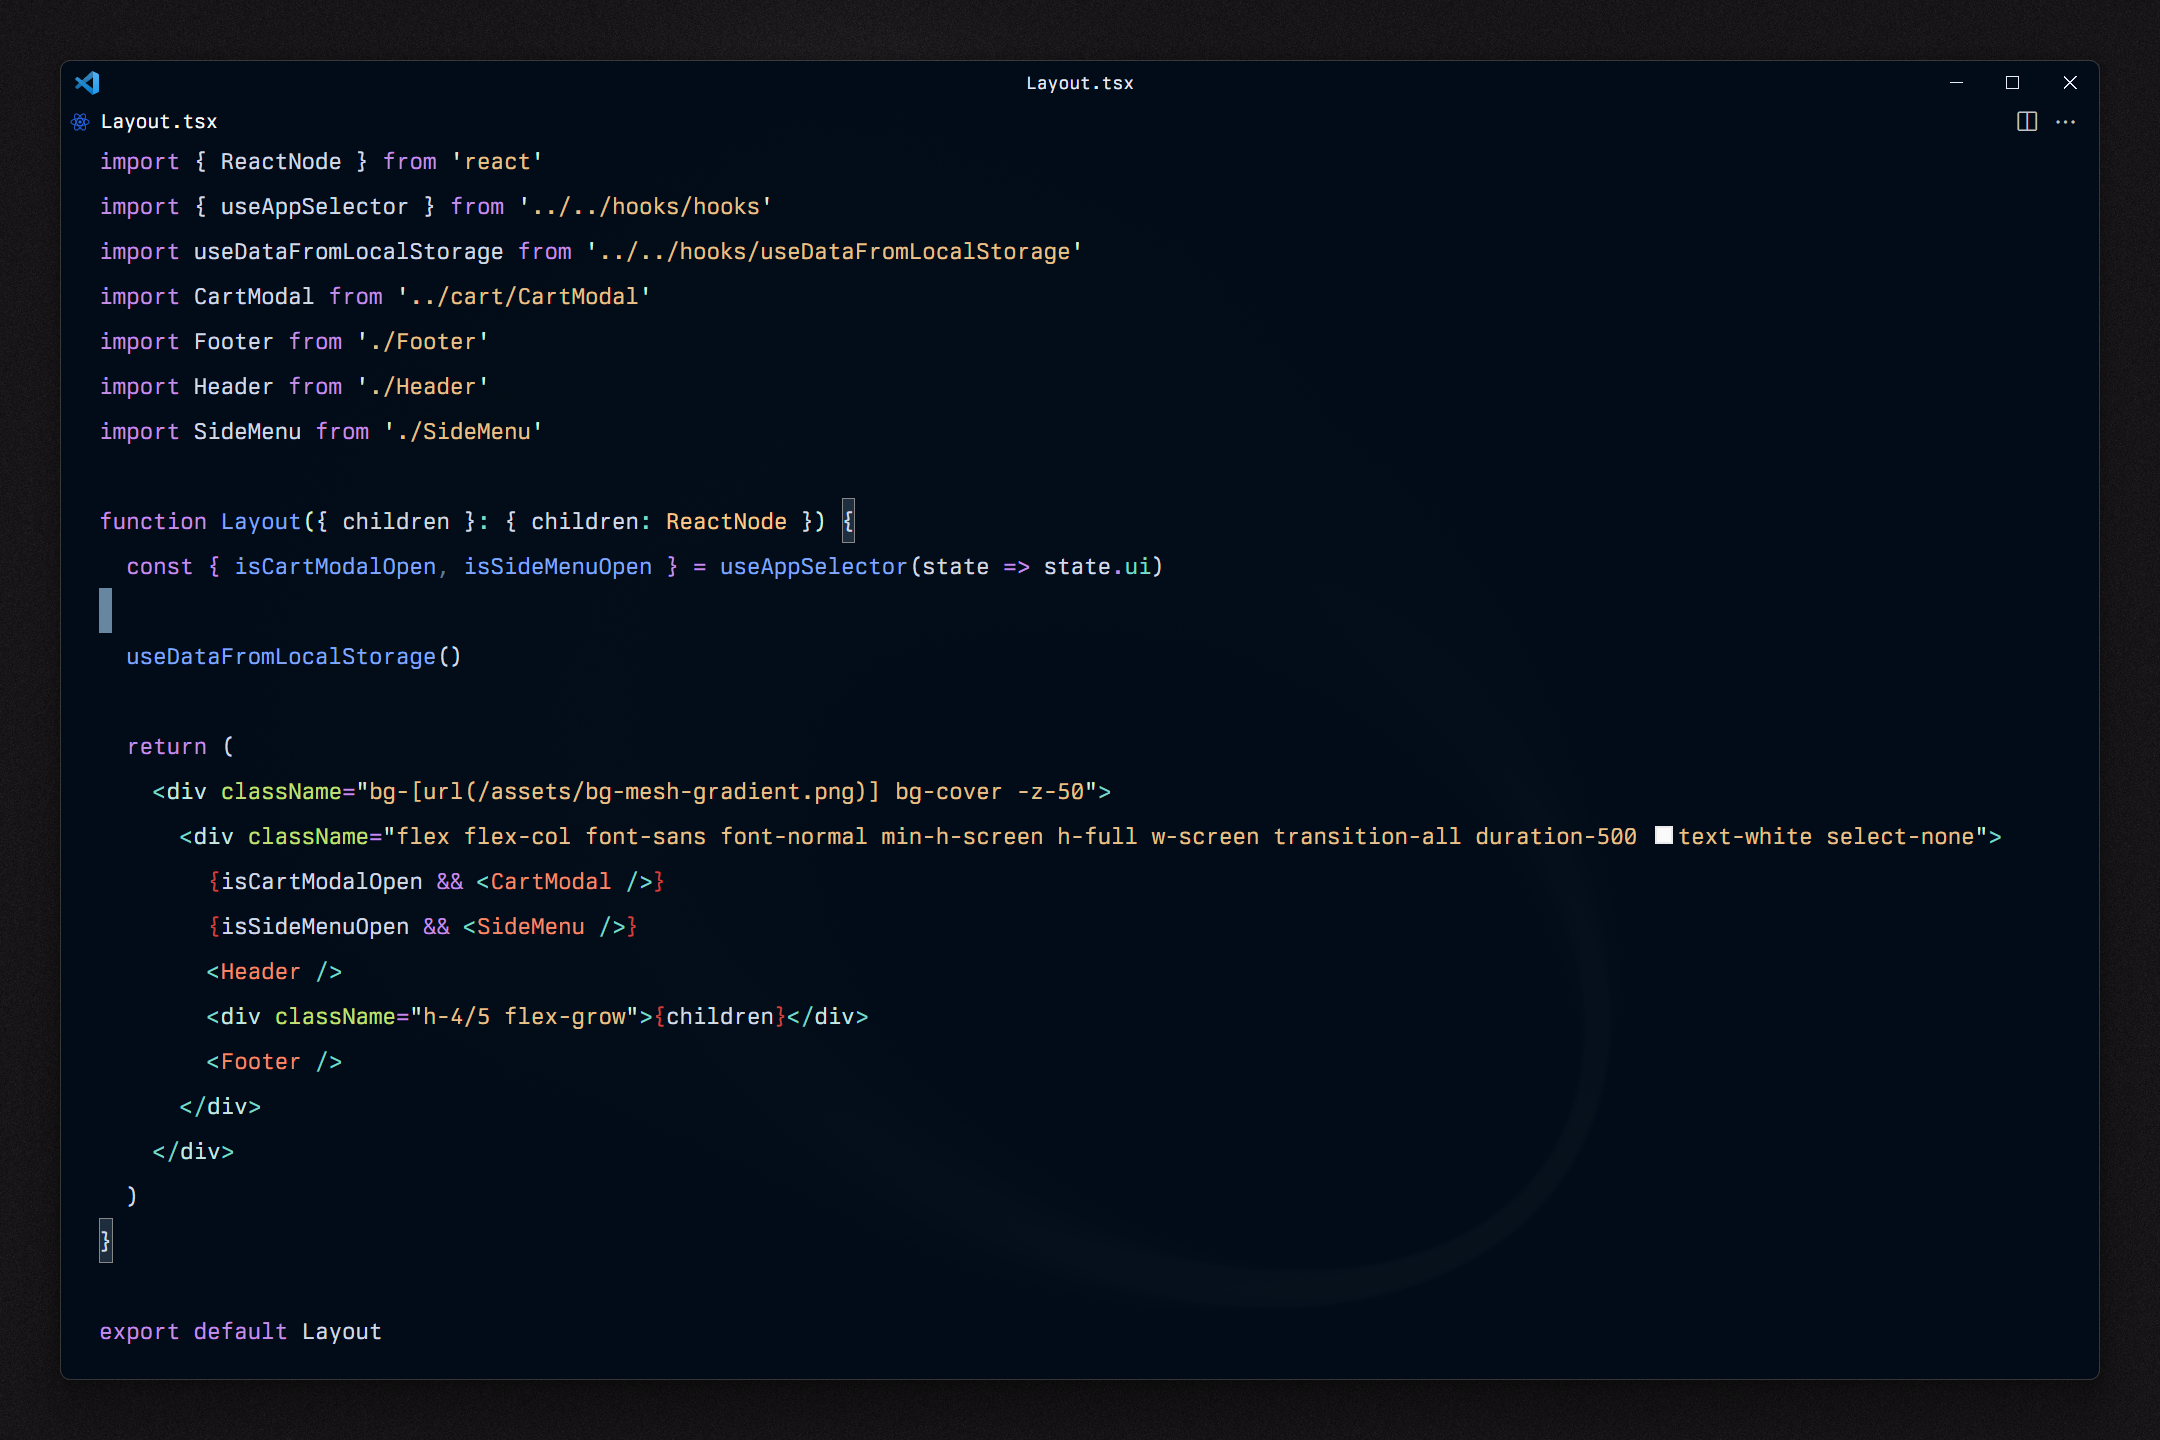 Layout.tsx
Layout.tsx
import { ReactNode } from 'react'
import { useAppSelector } from '../../hooks/hooks'
import useDataFromLocalStorage from '../../hooks/useDataFromLocalStorage'
import CartModal from '../cart/CartModal'
import Footer from './Footer'
import Header from './Header'
import SideMenu from './SideMenu'
function Layout({ children }: { children: ReactNode }) {
  const { isCartModalOpen, isSideMenuOpen } = useAppSelector(state => state.ui)
  useDataFromLocalStorage()
  return (
    <div className="bg-[url(/assets/bg-mesh-gradient.png)] bg-cover -z-50">
      <div className="flex flex-col font-sans font-normal min-h-screen h-full w-screen transition-all duration-500 text-white select-none">
        {isCartModalOpen && <CartModal />}
        {isSideMenuOpen && <SideMenu />}
        <Header />
        <div className="h-4/5 flex-grow">{children}</div>
        <Footer />
      </div>
    </div>
  )
}
export default Layout